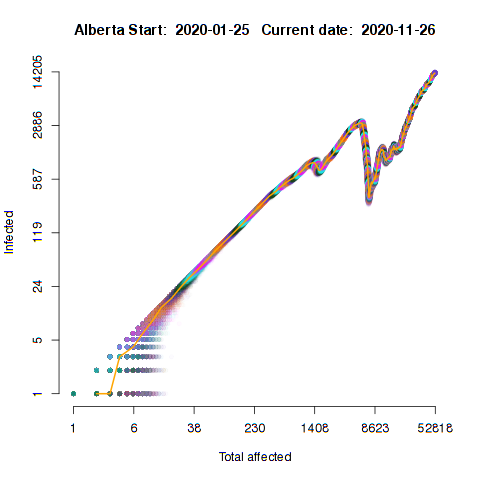 Alberta Start:  2020-01-25   Current date:  2020-11-26
14205
2886
587
119
24
5
1
Infected
1 6 38 230 1408 8623 52818
Total affected